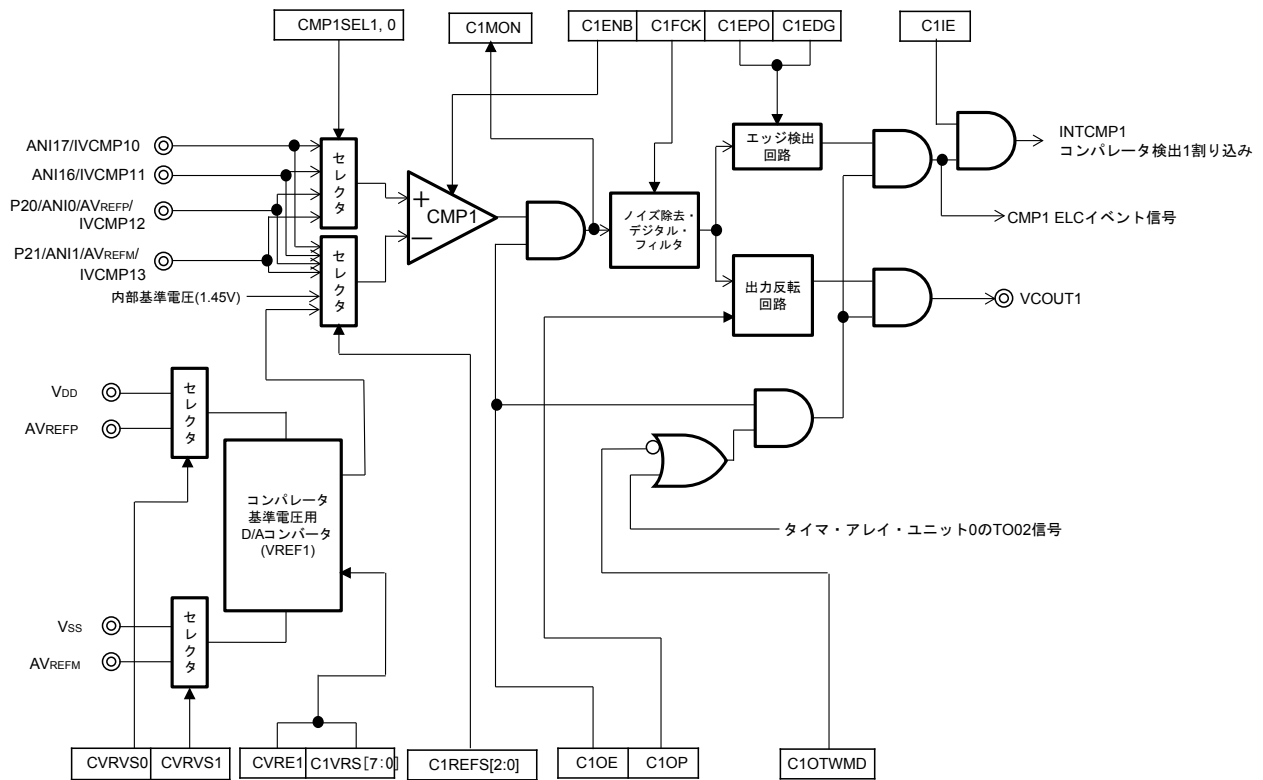 CMP1SEL1, 0
C1MON
C1ENB
C1FCK
C1EPO
C1EDG
C1IE
ANI17/IVCMP10
ANI16/IVCMP11
P20/ANI0/AVREFP/
IVCMP12
P21/ANI1/AVREFM/
IVCMP13
内部基準電圧(1.45V)
セレクタ
セレクタ
+
CMP1
−
ノイズ除去・
デジタル・
フィルタ
エッジ検出
回路
出力反転
回路
INTCMP1
コンパレータ検出1割り込み
CMP1 ELCイベント信号
VCOUT1
VDD
AVREFP
セレクタ
コンパレータ
基準電圧用
D/Aコンバータ
(VREF1)
VSS
AVREFM
セレクタ
タイマ・アレイ・ユニット0のTO02信号
CVRVS0
CVRVS1
CVRE1
C1VRS[7:0]
C1REFS[2:0]
C1OE
C1OP
C1OTWMD